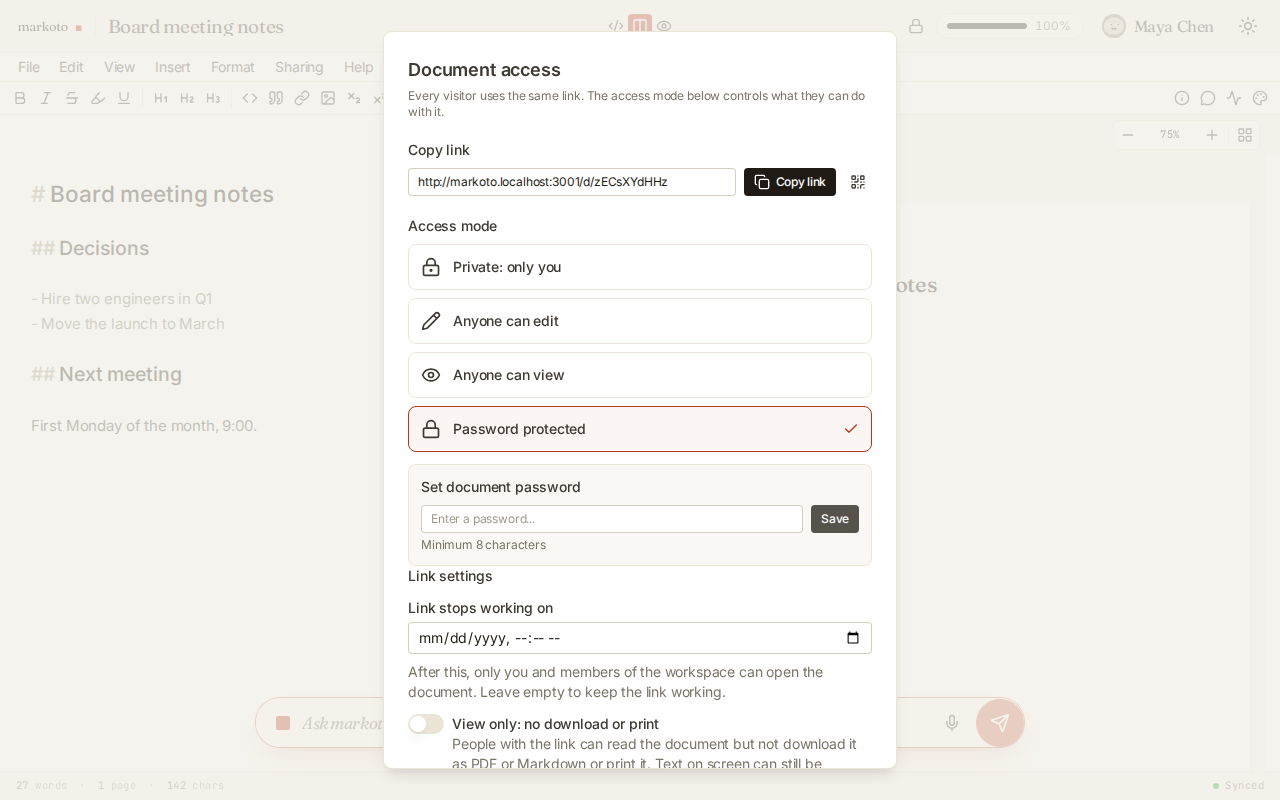 markoto
Board meeting notes
100%
Maya Chen
File Edit View Insert Format Sharing Help
H1 H2 H3
75%
# Board meeting notes
## Decisions
- Hire two engineers in Q1
- Move the launch to March
## Next meeting
First Monday of the month, 9:00.
otes
Document access
Every visitor uses the same link. The access mode below controls what they can do
with it.
Copy link
http://markoto.localhost:3001/d/zECsXYdHHz
Copy link
Access mode
Private: only you
Anyone can edit
Anyone can view
Password protected
Set document password
Enter a password...
Save
Minimum 8 characters
Link settings
Link stops working on
mm/dd/yyyy, --:-- --
After this, only you and members of the workspace can open the
document. Leave empty to keep the link working.
View only: no download or print
People with the link can read the document but not download it
as PDF or Markdown or print it. Text on screen can still be
Ask markot
27 words · 1 page · 142 chars
Synced